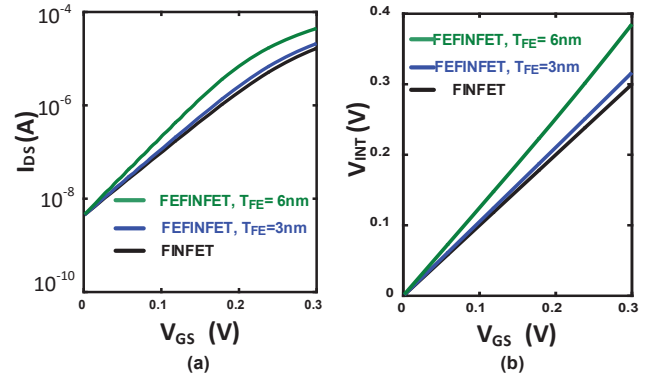 10⁻⁴
10⁻⁶
10⁻⁸
10⁻¹⁰
I_DS (A)
FEFINFET, T_FE= 6nm
FEFINFET, T_FE=3nm
FINFET
0
0.1
0.2
0.3
V_GS (V)
(a)
0.4
0.3
0.2
0.1
0
V_INT (V)
FEFINFET, T_FE= 6nm
FEFINFET, T_FE=3nm
FINFET
0
0.1
0.2
0.3
V_GS (V)
(b)